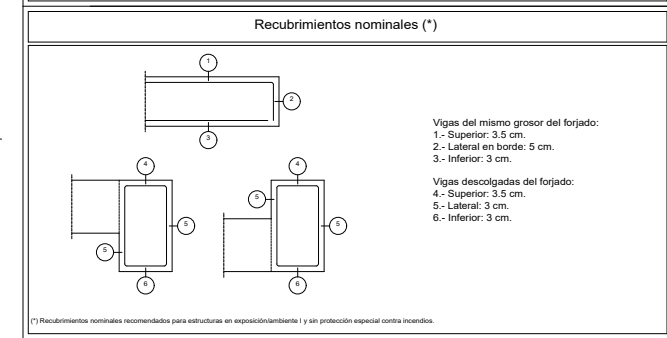 Recubrimientos nominales (*)
1
2
3
Vigas del mismo grosor del forjado:
1.- Superior: 3.5 cm.
2.- Lateral en borde: 5 cm.
3.- Inferior: 3 cm.
Vigas descolgadas del forjado:
4.- Superior: 3.5 cm.
5.- Lateral: 3 cm.
6.- Inferior: 3 cm.
4
5
5
6
4
5
5
6
(*) Recubrimientos nominales recomendados para estructuras en exposición/ambiente I y sin protección especial contra incendios.